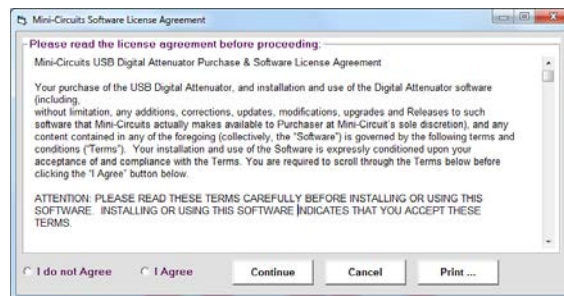 Mini-Circuits Software License Agreement
Please read the license agreement before proceeding:
Mini-Circuits USB Digital Attenuator Purchase & Software License Agreement
Your purchase of the USB Digital Attenuator, and installation and use of the Digital Attenuator software
(including,
without limitation, any additions, corrections, updates, modifications, upgrades and Releases to such
software that Mini-Circuits actually makes available to Purchaser at Mini-Circuit's sole discretion), and any
content contained in any of the foregoing (collectively, the "Software") is governed by the following terms and
conditions ("Terms"). Your installation and use of the Software is expressly conditioned upon your
acceptance of and compliance with the Terms. You are required to scroll through the Terms below before
clicking the "I Agree" button below.
ATTENTION: PLEASE READ THESE TERMS CAREFULLY BEFORE INSTALLING OR USING THIS
SOFTWARE. INSTALLING OR USING THIS SOFTWARE INDICATES THAT YOU ACCEPT THESE
TERMS.
I do not Agree I Agree Continue Cancel Print ...